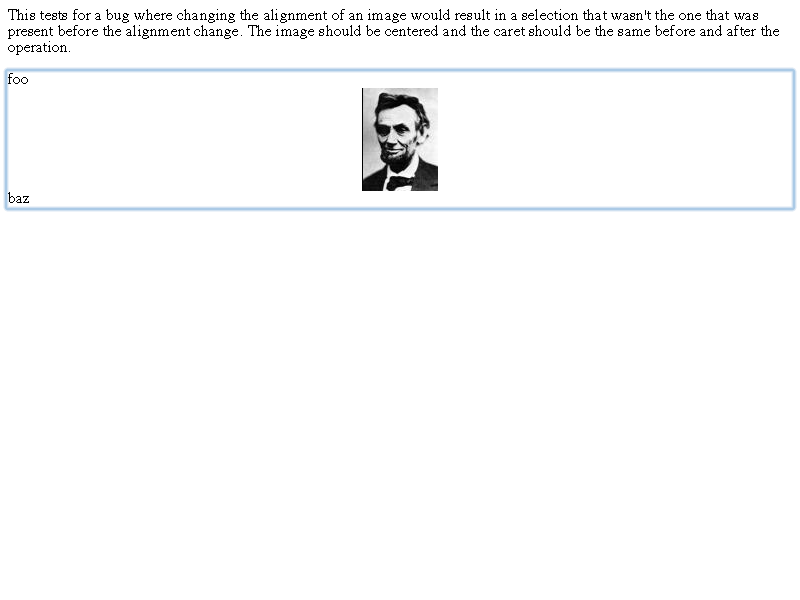 This tests for a bug where changing the alignment of an image would result in a selection that wasn't the one that was
present before the alignment change. The image should be centered and the caret should be the same before and after the
operation.
foo
baz